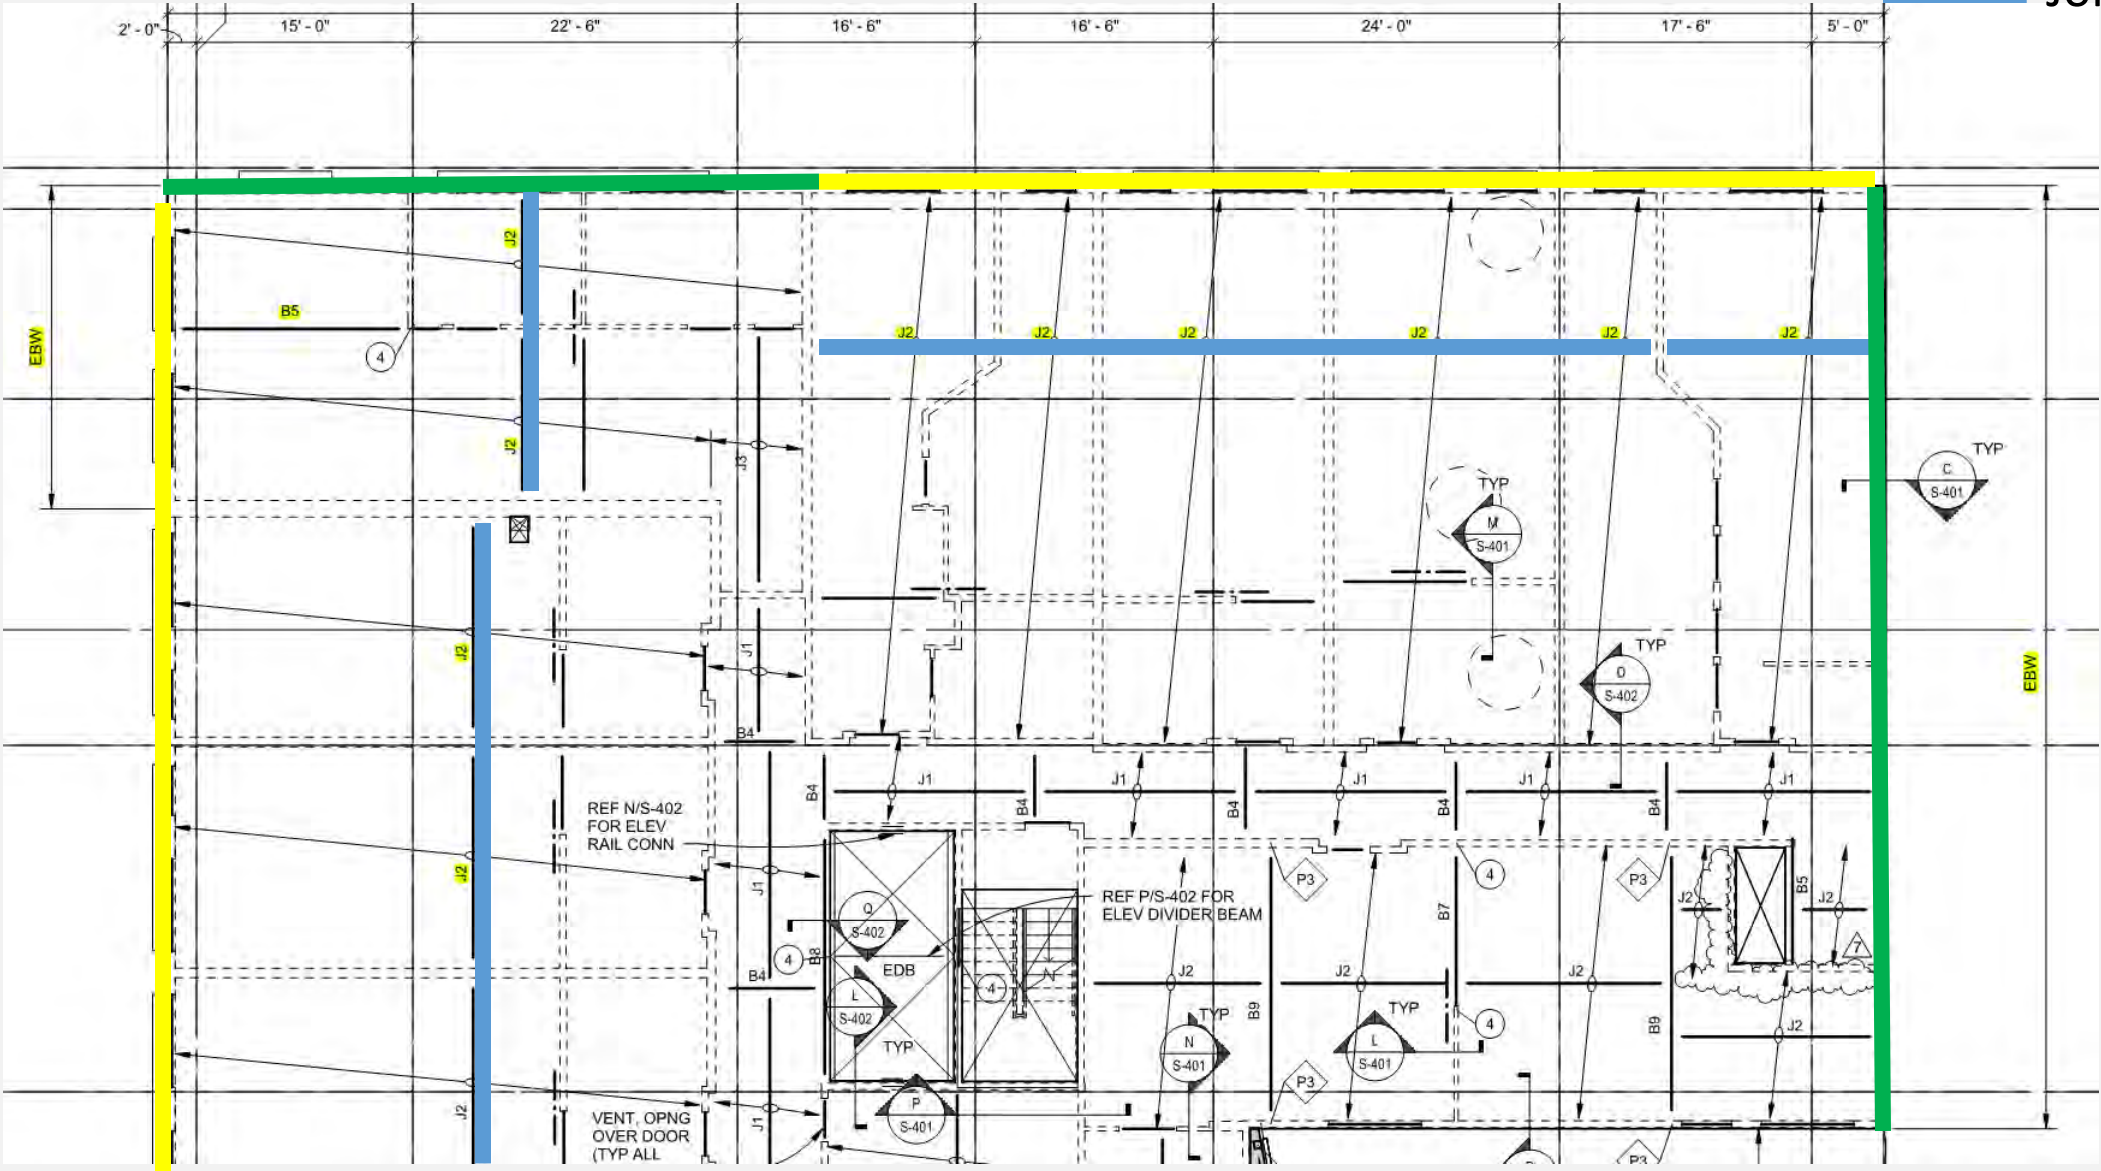 2' - 0"
15' - 0"
22' - 6"
16' - 6"
16' - 6"
24' - 0"
17' - 6"
5' - 0"
J2
B5
EBW
4
J2
J2
J2
J2
J2
J2
J2
J3
C
S-401
TYP
TYP
M
S-401
TYP
O
S-402
EBW
J2
J1
B4
J1
J1
J1
J1
J1
B4
B4
B4
B4
B4
REF N/S-402
FOR ELEV
RAIL CONN
J2
J1
P3
4
P3
J2
B5
J2
7
REF P/S-402 FOR
ELEV DIVIDER BEAM
Q
S-402
B7
4
B8
EDB
B4
4
J2
J2
J2
L
S-402
TYP
B9
TYP
N
S-401
TYP
L
S-401
4
B9
J2
P3
J2
J1
P
S-401
VENT. OPNG
OVER DOOR
(TYP ALL
P3